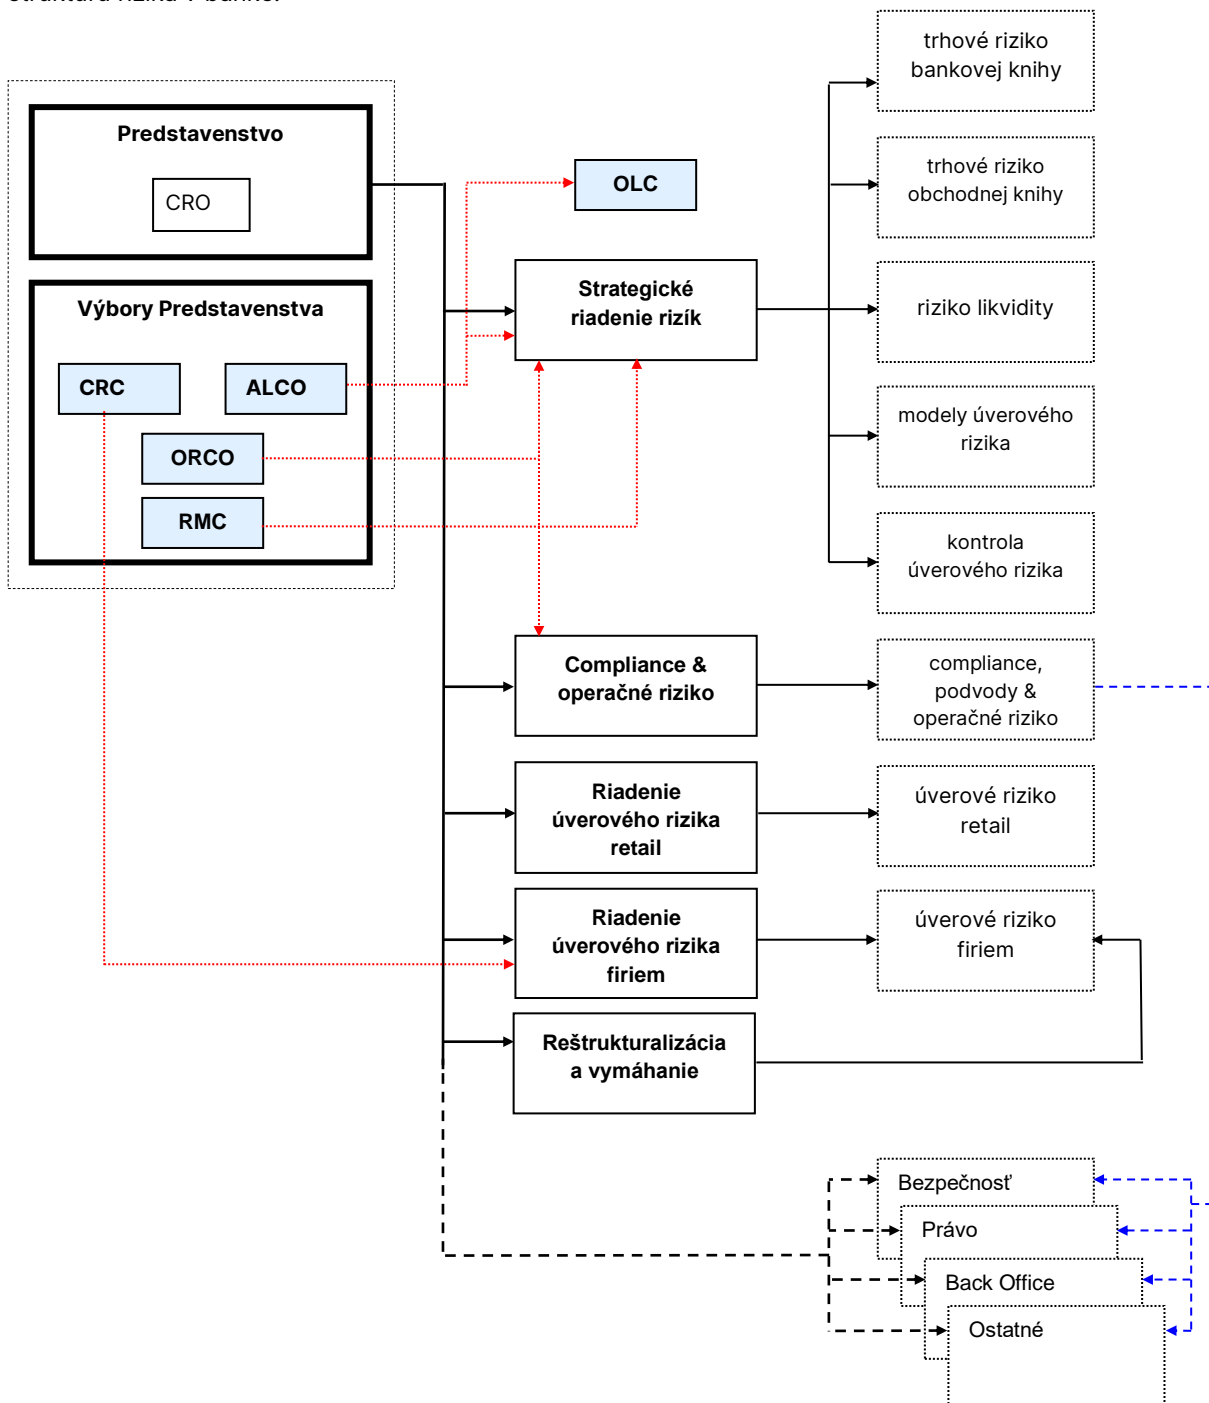 trhové riziko
bankovej knihy
Predstavenstvo
CRO
OLC
trhové riziko
obchodnej knihy
Strategické
riadenie rizík
Výbory Predstavenstva
riziko likvidity
CRC
ALCO
ORCO
RMC
modely úverového
rizika
kontrola
úverového rizika
Compliance &
operačné riziko
compliance,
podvody &
operačné riziko
Riadenie
úverového rizika
retail
úverové riziko
retail
Riadenie
úverového rizika
firiem
úverové riziko
firiem
Reštrukturalizácia
a vymáhanie
Bezpečnosť
Právo
Back Office
Ostatné